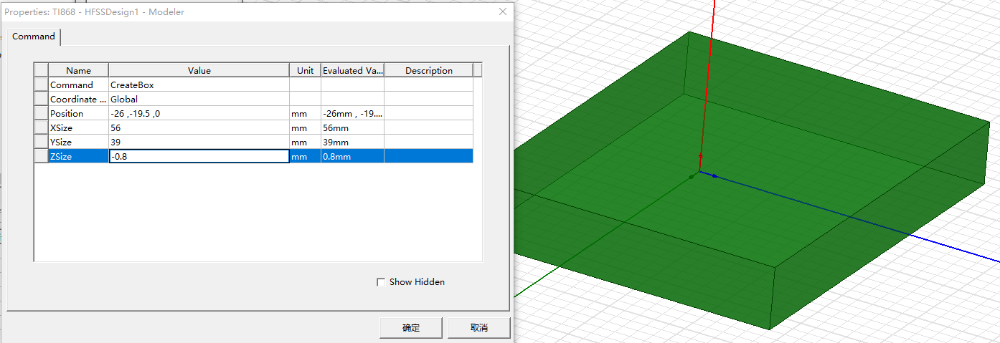 Properties: TI868 - HFSSDesign1 - Modeler
Command
Name Value Unit Evaluated Va... Description
Command CreateBox
Coordinate ... Global
Position -26 ,-19.5 ,0 mm -26mm , -19....
XSize 56 mm 56mm
YSize 39 mm 39mm
ZSize -0.8 mm 0.8mm
Show Hidden
确定 取消